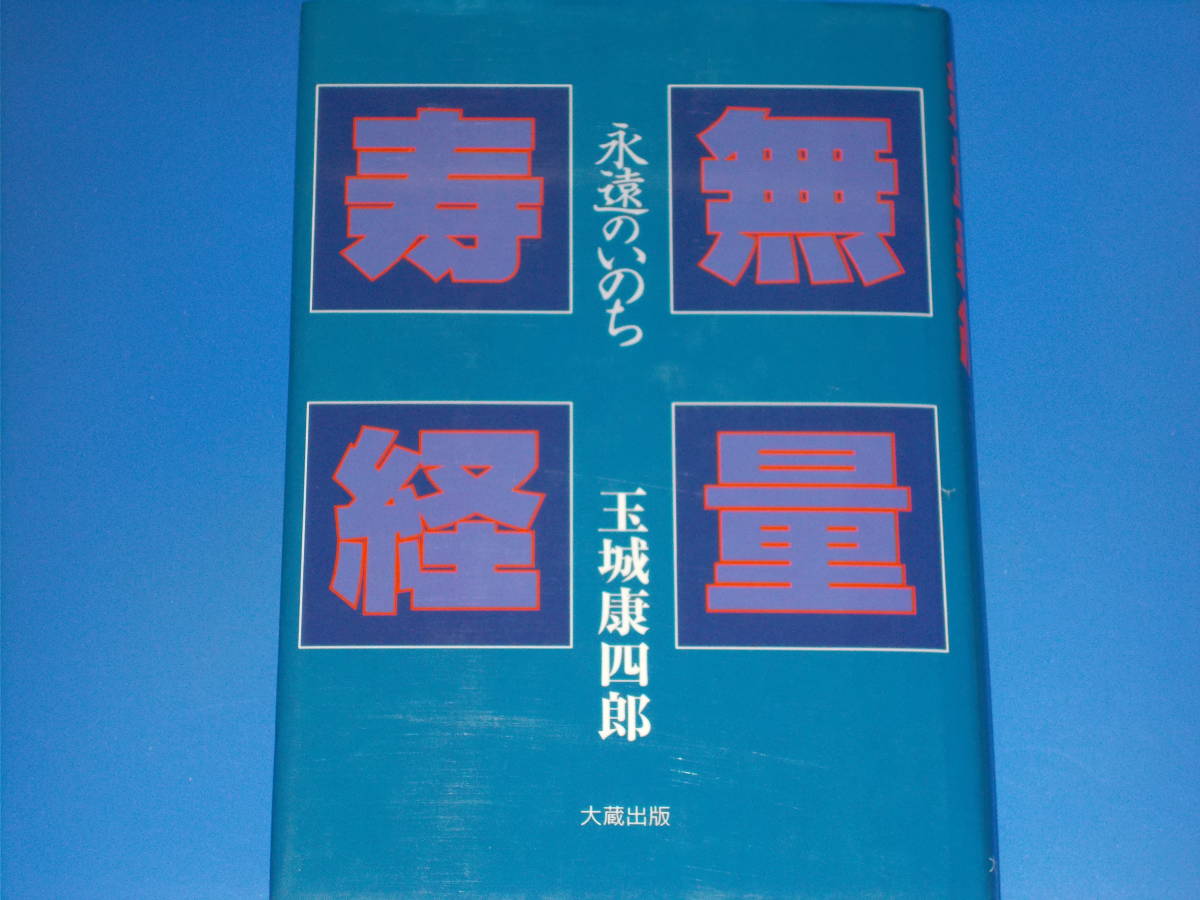 無量
寿経
永遠のいのち
玉城康四郎
大蔵出版